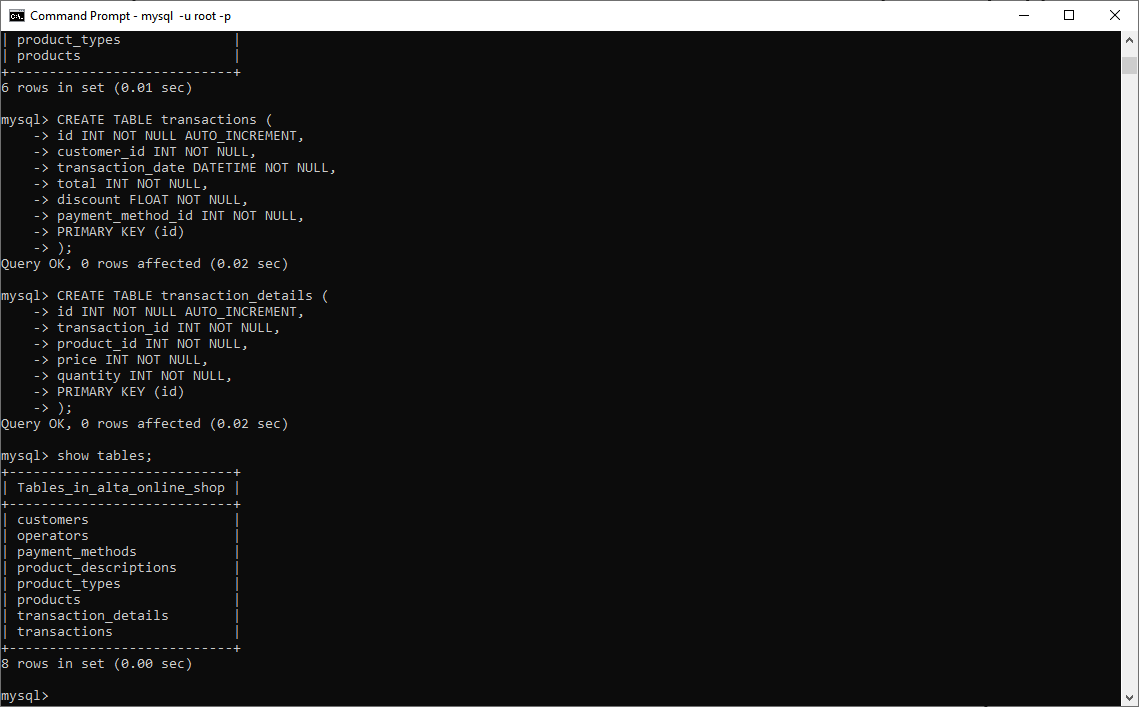 Command Prompt - mysql  -u root -p
| product_types              |
| products                   |
+----------------------------+
6 rows in set (0.01 sec)
mysql> CREATE TABLE transactions (
    -> id INT NOT NULL AUTO_INCREMENT,
    -> customer_id INT NOT NULL,
    -> transaction_date DATETIME NOT NULL,
    -> total INT NOT NULL,
    -> discount FLOAT NOT NULL,
    -> payment_method_id INT NOT NULL,
    -> PRIMARY KEY (id)
    -> );
Query OK, 0 rows affected (0.02 sec)
mysql> CREATE TABLE transaction_details (
    -> id INT NOT NULL AUTO_INCREMENT,
    -> transaction_id INT NOT NULL,
    -> product_id INT NOT NULL,
    -> price INT NOT NULL,
    -> quantity INT NOT NULL,
    -> PRIMARY KEY (id)
    -> );
Query OK, 0 rows affected (0.02 sec)
mysql> show tables;
+----------------------------+
| Tables_in_alta_online_shop |
+----------------------------+
| customers                  |
| operators                  |
| payment_methods            |
| product_descriptions       |
| product_types              |
| products                   |
| transaction_details        |
| transactions               |
+----------------------------+
8 rows in set (0.00 sec)
mysql>